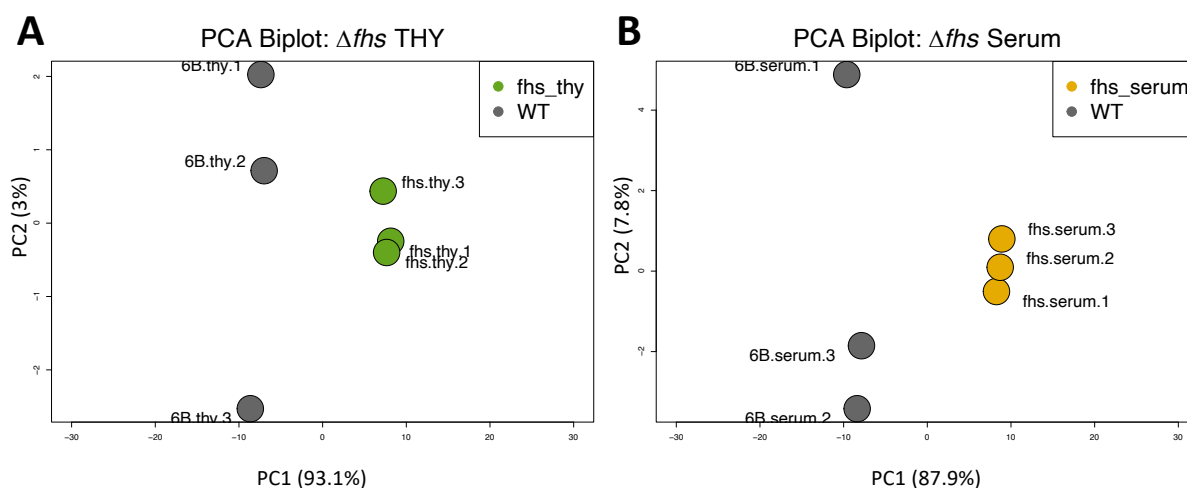 A
PCA Biplot: Δfhs THY
6B.thy.1
fhs_thy
WT
6B.thy.2
fhs.thy.3
fhs.thy.1
fhs.thy.2
6B.thy.3
PC2 (3%)
2
1
0
−1
−2
−30
−20
−10
0
10
20
30
PC1 (93.1%)
B
PCA Biplot: Δfhs Serum
6B.serum.1
fhs_serum
WT
fhs.serum.3
fhs.serum.2
fhs.serum.1
6B.serum.3
6B.serum.2
PC2 (7.8%)
4
2
0
−2
−30
−20
−10
0
10
20
30
PC1 (87.9%)